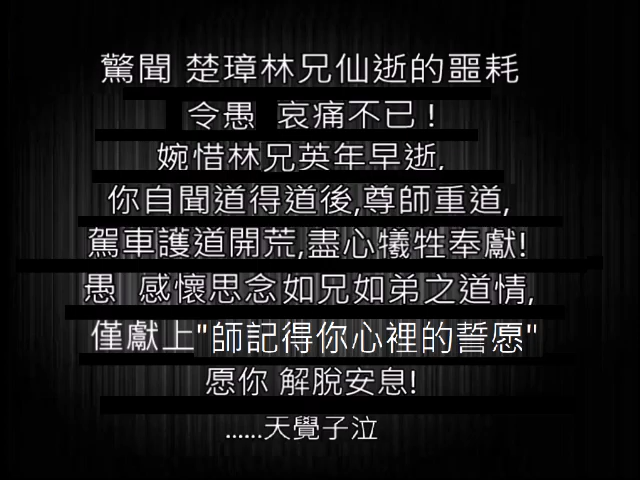 驚聞 楚璋林兄仙逝的噩耗
令愚 哀痛不已！
婉惜林兄英年早逝.
你自聞道得道後,尊師重道,
駕車護道開荒,盡心犧牲奉獻!
愚 感懷思念如兄如弟之道情,
僅獻上"師記得你心裡的誓愿"
愿你 解脫安息!
......天覺子泣